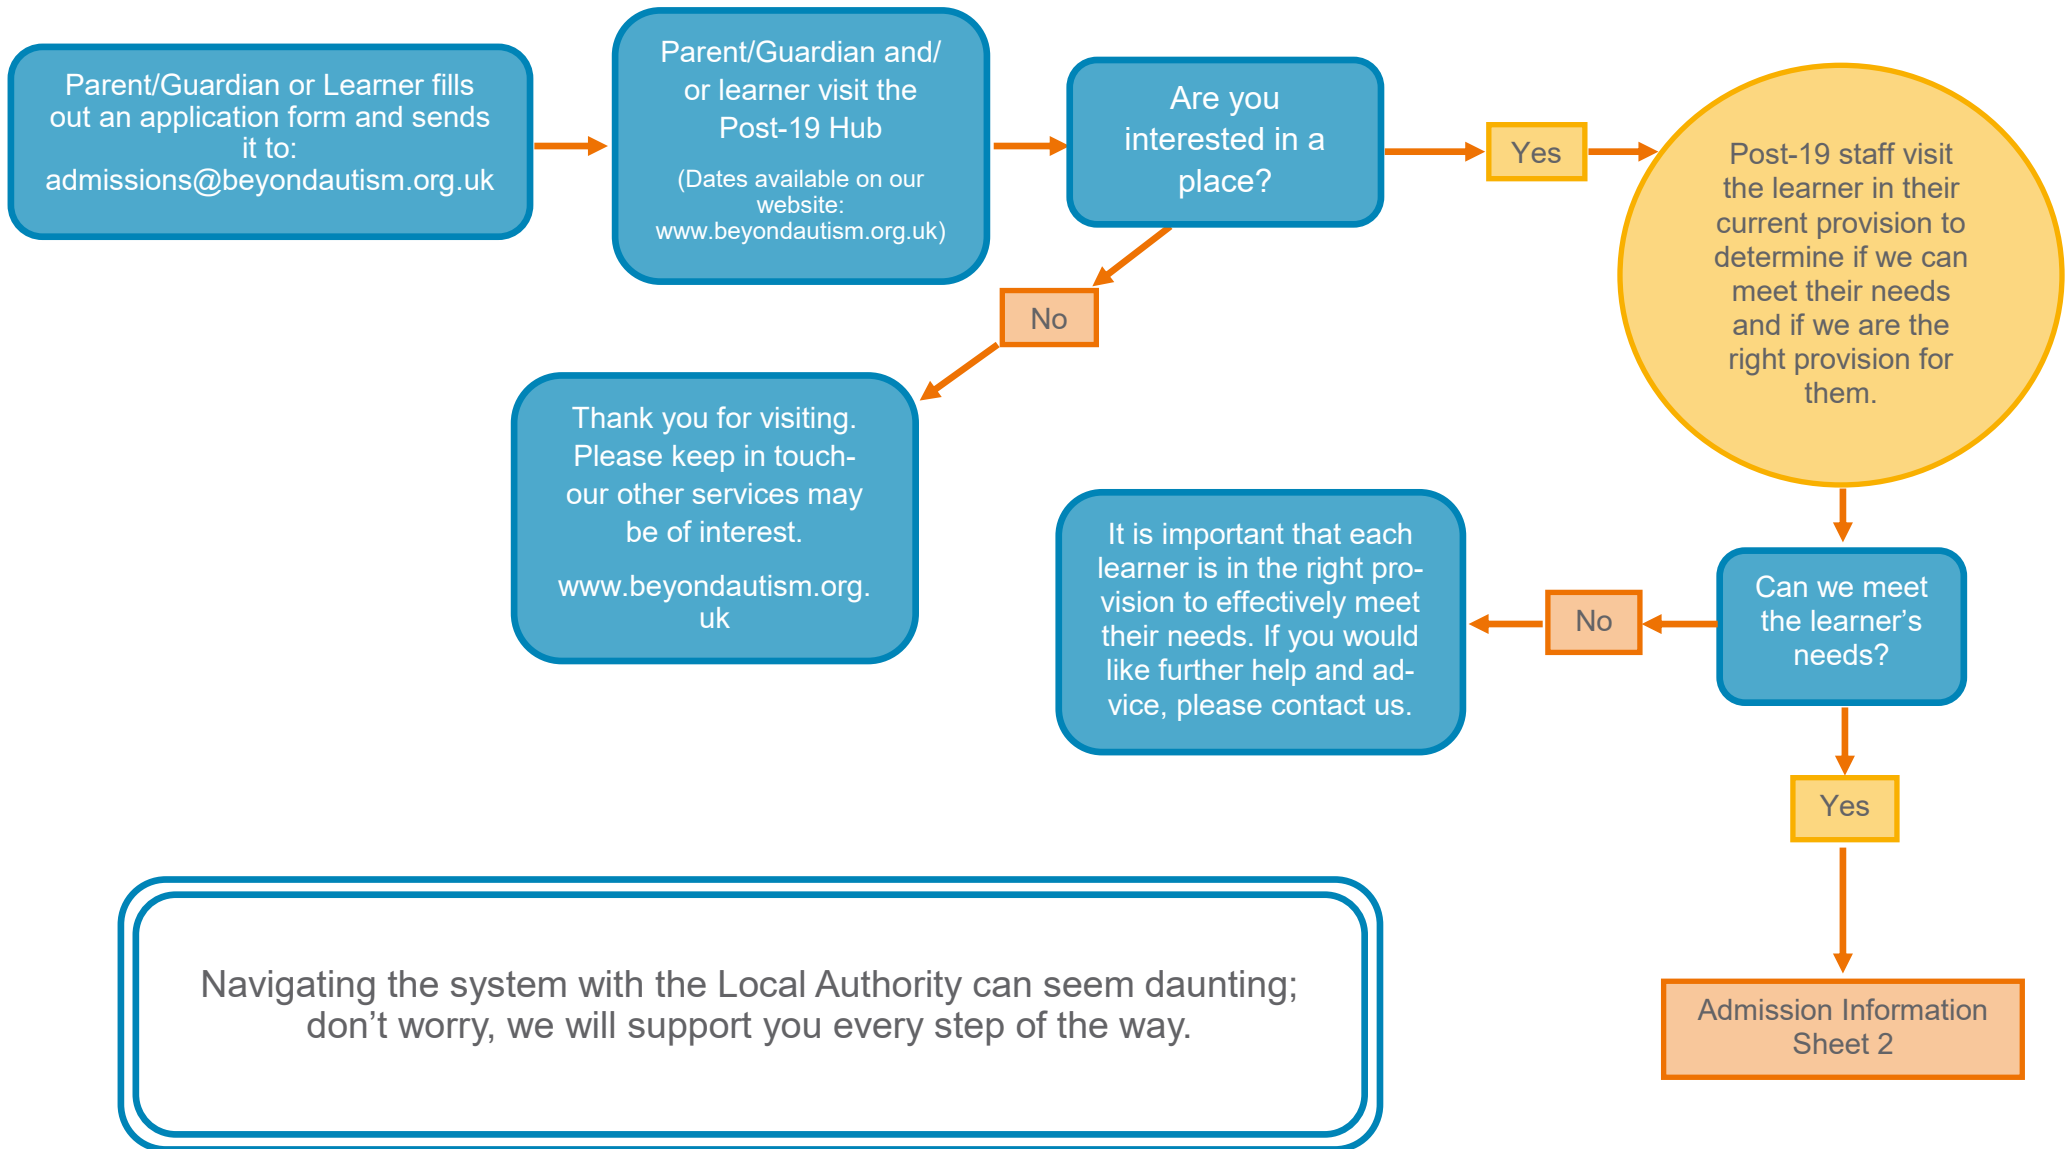 Parent/Guardian or Learner fills
out an application form and sends
it to:
admissions@beyondautism.org.uk
Parent/Guardian and/
or learner visit the
Post-19 Hub
(Dates available on our
website:
www.beyondautism.org.uk)
Are you
interested in a
place?
Yes
Post-19 staff visit
the learner in their
current provision to
determine if we can
meet their needs
and if we are the
right provision for
them.
No
Thank you for visiting.
Please keep in touch-
our other services may
be of interest.
www.beyondautism.org.
uk
Can we meet
the learner’s
needs?
No
It is important that each
learner is in the right pro-
vision to effectively meet
their needs. If you would
like further help and ad-
vice, please contact us.
Yes
Admission Information
Sheet 2
Navigating the system with the Local Authority can seem daunting;
don’t worry, we will support you every step of the way.